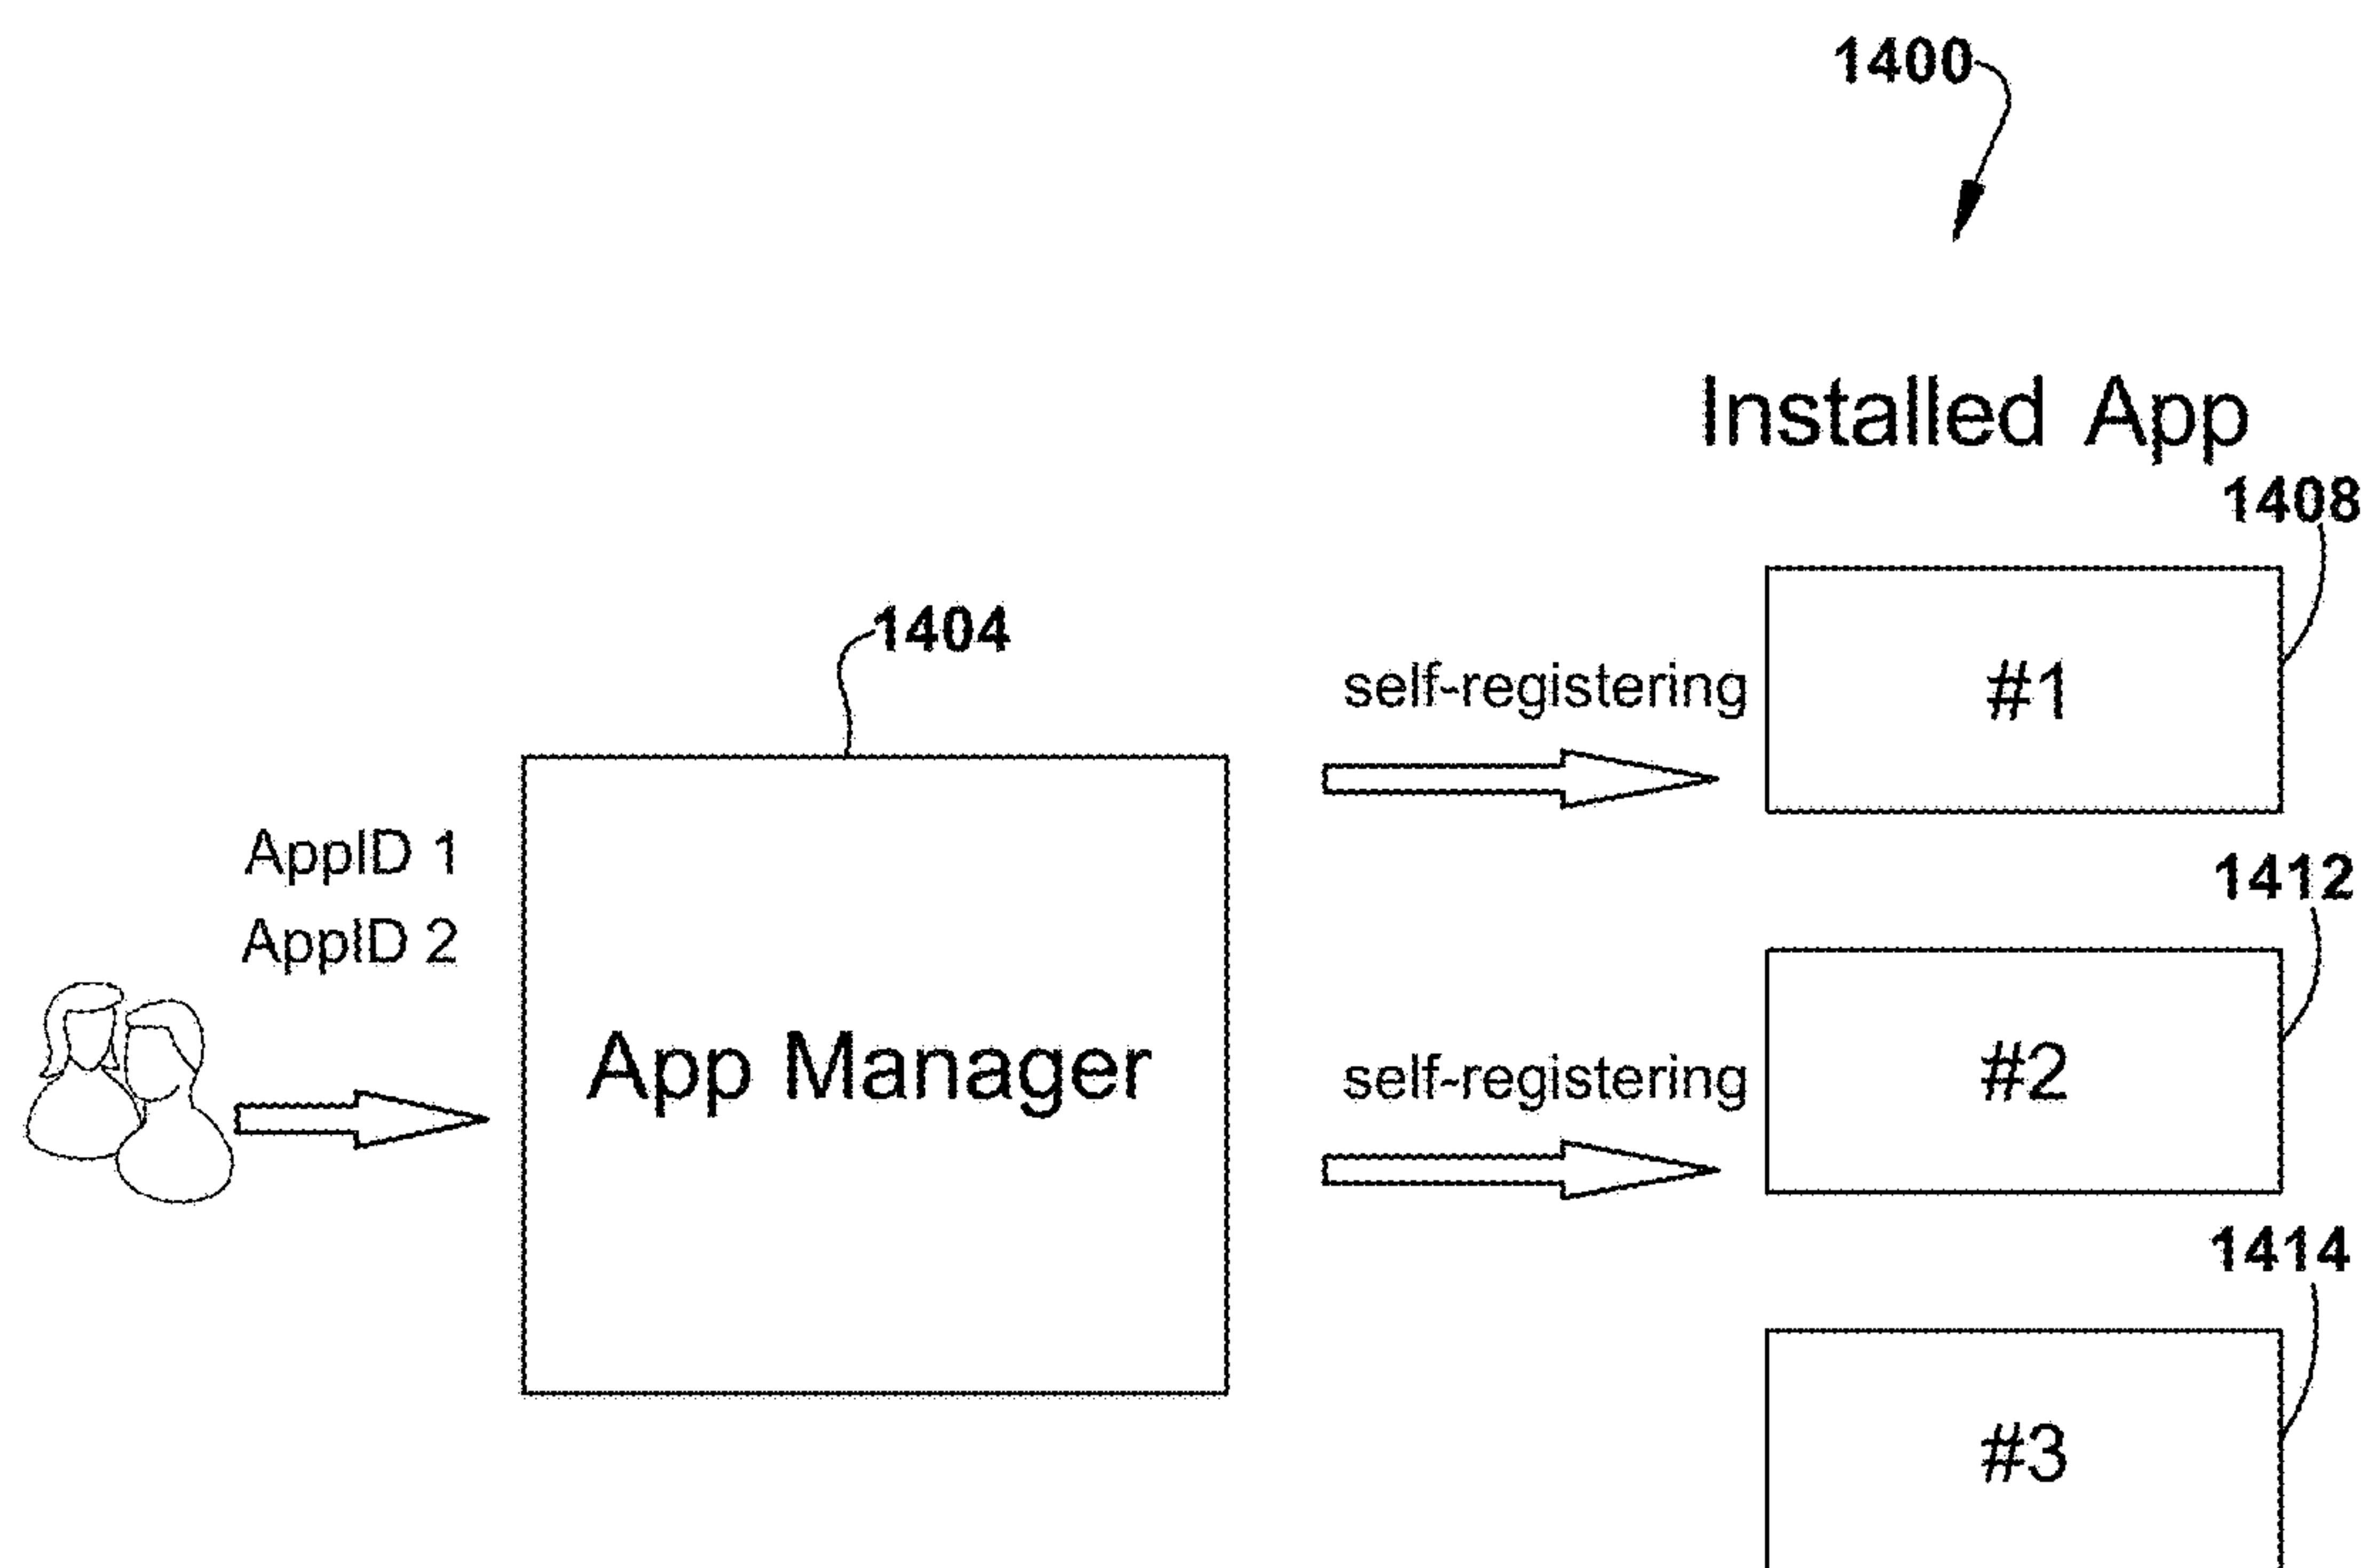 1400
Installed App
1408
1404
self-registering
#1
AppID 1
1412
AppID 2
App Manager
self-registering
#2
1414
#3